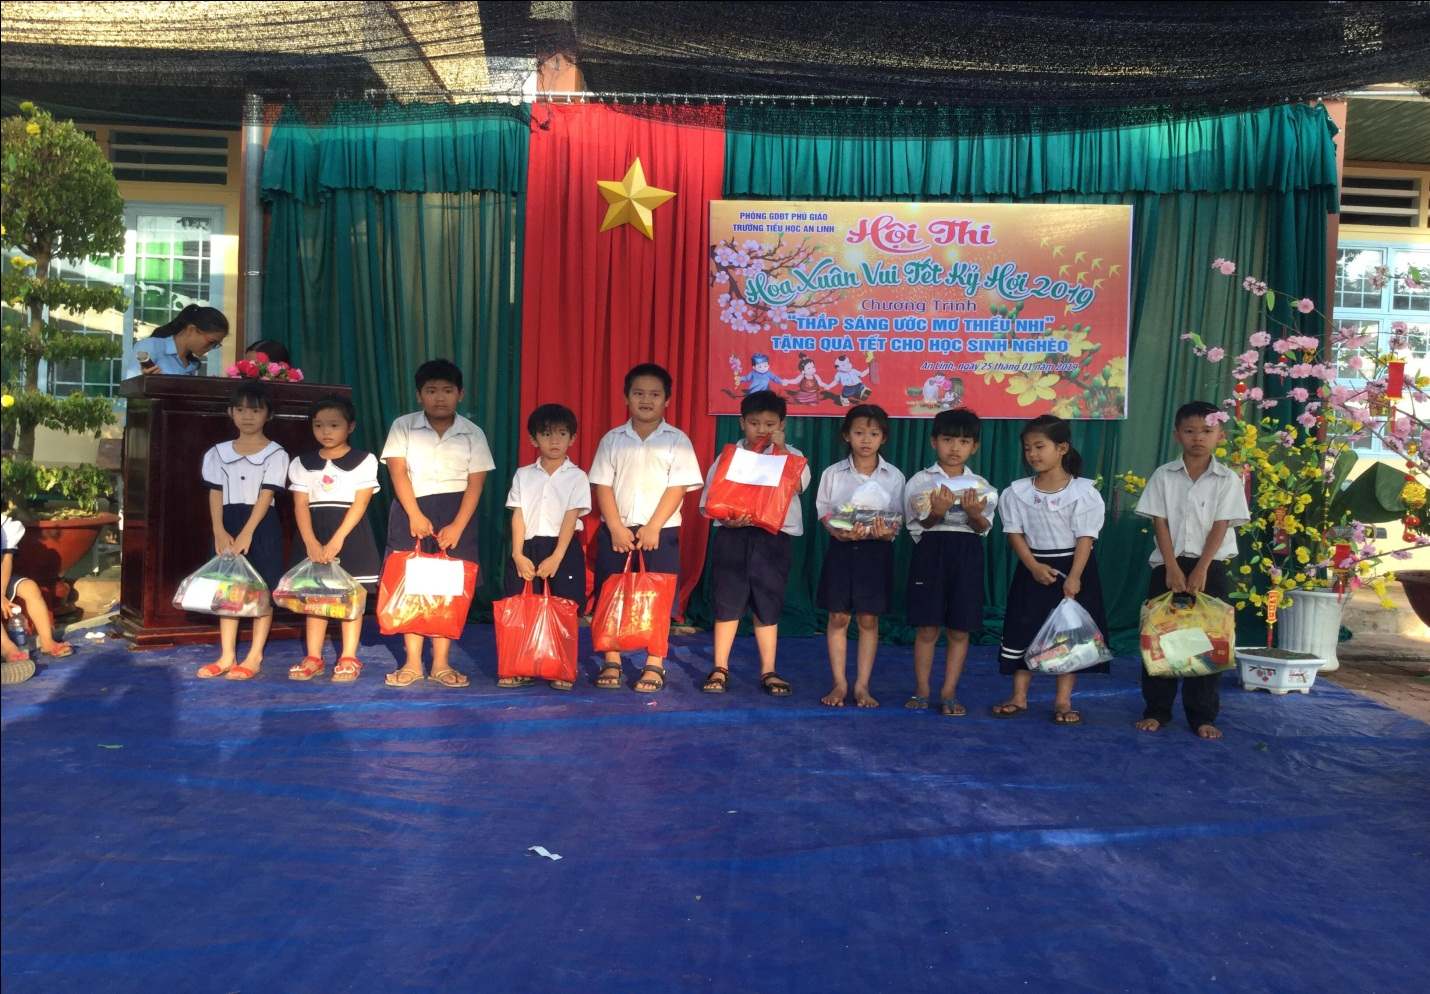 PHÒNG GDĐT PHÚ GIÁO
TRƯỜNG TIỂU HỌC AN LINH
Hội Thi
Hoa Xuân Vui Tết Kỷ Hợi 2019
Chương Trình
"THẮP SÁNG ƯỚC MƠ THIẾU NHI"
TẶNG QUÀ TẾT CHO HỌC SINH NGHÈO
An Linh, ngày 25 tháng 01 năm 2019